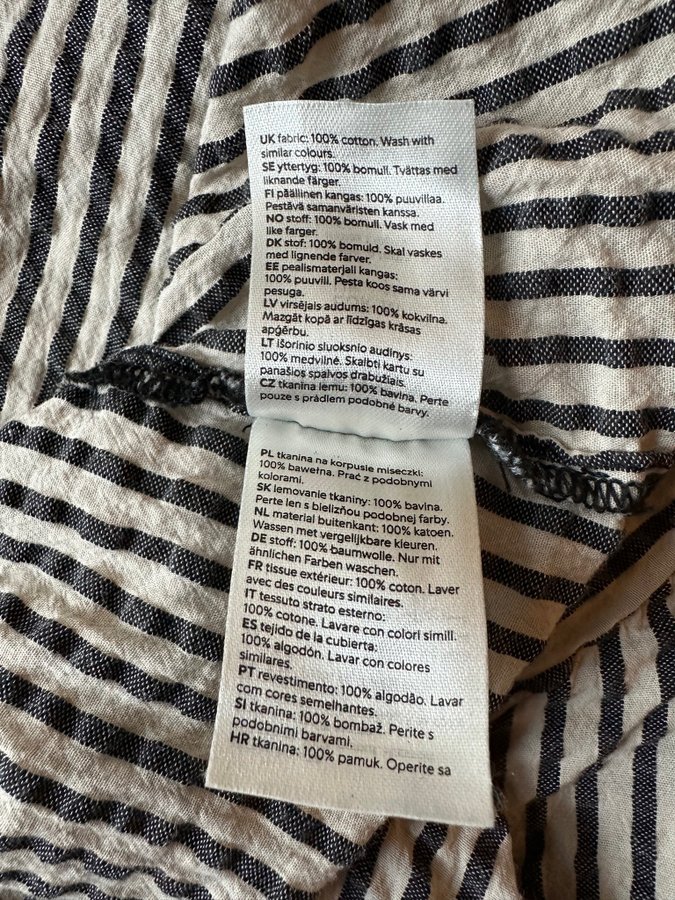 UK fabric: 100% cotton. Wash with
similar colours.
SE yttertyg: 100% bomull. Tvättas med
liknande färger.
FI päällinen kangas: 100% puuvillaa.
Pestävä samanväristen kanssa.
NO stoff: 100% bomull. Vask med
like farger.
DK stof: 100% bomuld. Skal vaskes
med lignende farver.
EE pealismaterjali kangas:
100% puuvill. Pesta koos sama värvi
pesuga.
LV virsējais audums: 100% kokvilna.
Mazgāt kopā ar līdzīgas krāsas
apģērbu.
LT išorinio sluoksnio audinys:
100% medvilnė. Skalbti kartu su
panašios spalvos drabužiais.
CZ tkanina lemu: 100% bavlna. Perte
pouze s prádlem podobné barvy.
PL tkanina na korpusie miseczki:
100% bawełna. Prać z podobnymi
kolorami.
SK lemovanie tkaniny: 100% bavlna.
Perte len s bielizňou podobnej farby.
NL material buitenkant: 100% katoen.
Wassen met vergelijkbare kleuren.
DE stoff: 100% baumwolle. Nur mit
ähnlichen Farben waschen.
FR tissue extérieur: 100% coton. Laver
avec des couleurs similaires.
IT tessuto strato esterno:
100% cotone. Lavare con colori simili.
ES tejido de la cubierta:
100% algodón. Lavar con colores
similares.
PT revestimento: 100% algodão. Lavar
com cores semelhantes.
SI tkanina: 100% bombaž. Perite s
podobnimi barvami.
HR tkanina: 100% pamuk. Operite sa